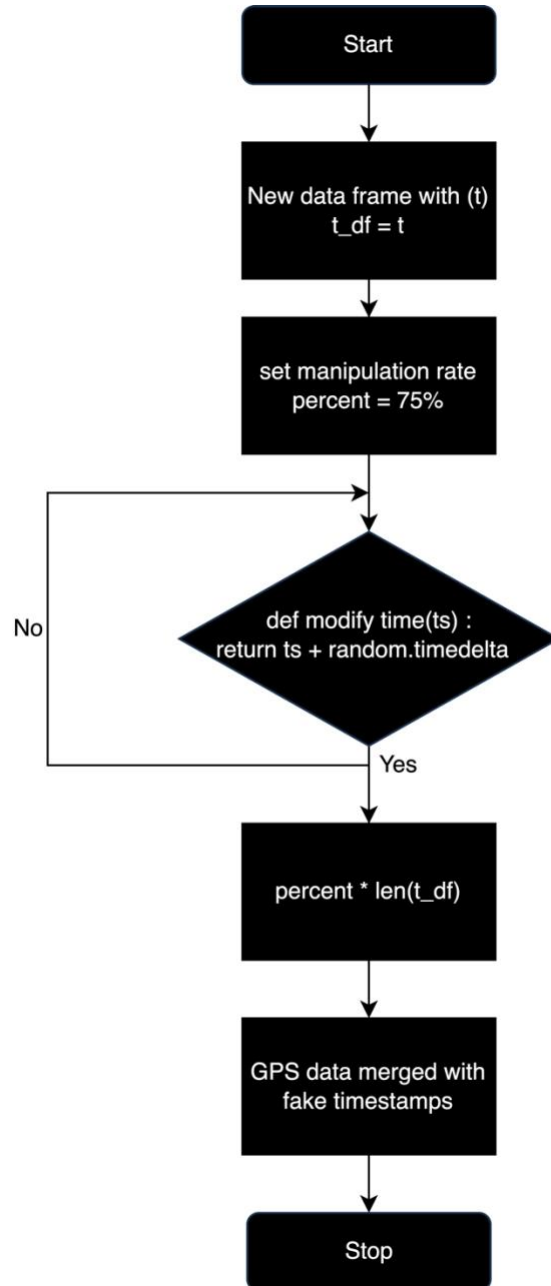 Start
New data frame with (t)
t_df = t
set manipulation rate
percent = 75%
No
def modify time(ts) :
return ts + random.timedelta
Yes
percent * len(t_df)
GPS data merged with
fake timestamps
Stop